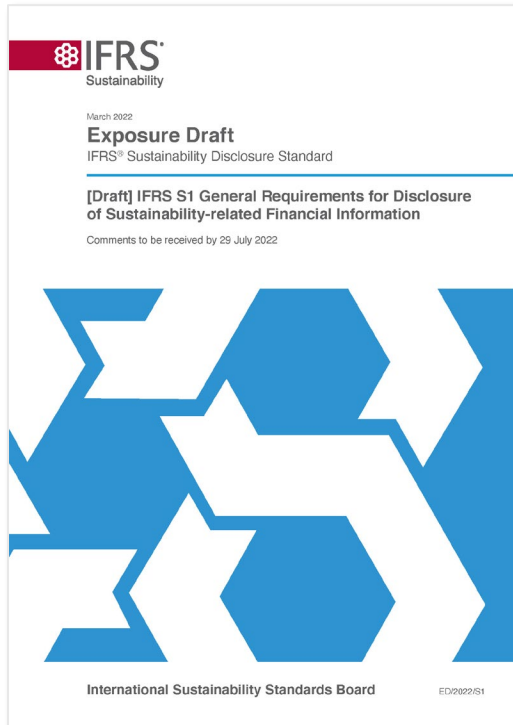 IFRS®
Sustainability
March 2022
Exposure Draft
IFRS® Sustainability Disclosure Standard
[Draft] IFRS S1 General Requirements for Disclosure
of Sustainability-related Financial Information
Comments to be received by 29 July 2022
International Sustainability Standards Board
ED/2022/S1